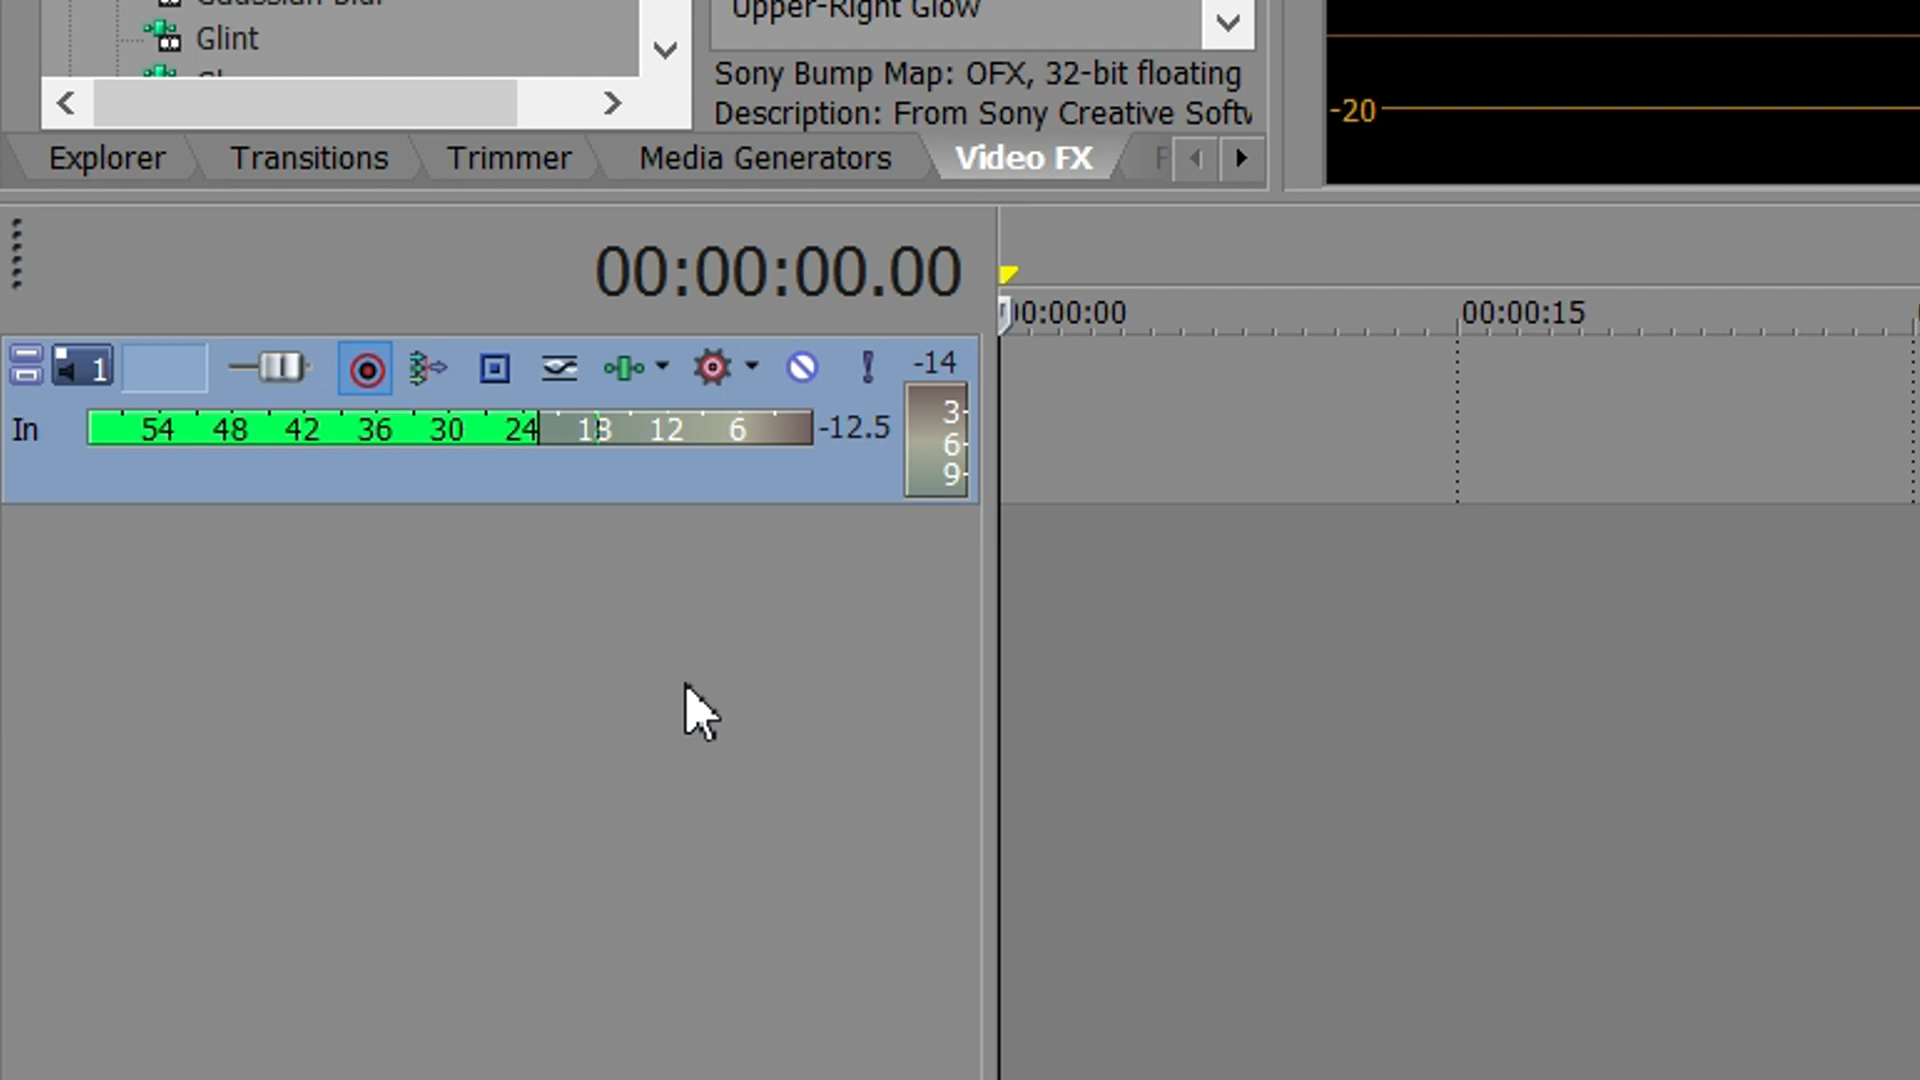 Gaussian Blur
Upper-Right Glow
Glint
Sony Bump Map: OFX, 32-bit floating
Description: From Sony Creative Softw
-20
Explorer
Transitions
Trimmer
Media Generators
Video FX
00:00:00.00
00:00:00
00:00:15
1
-14
In
54 48 42 36 30 24 18 12 6
-12.5
3
6
9